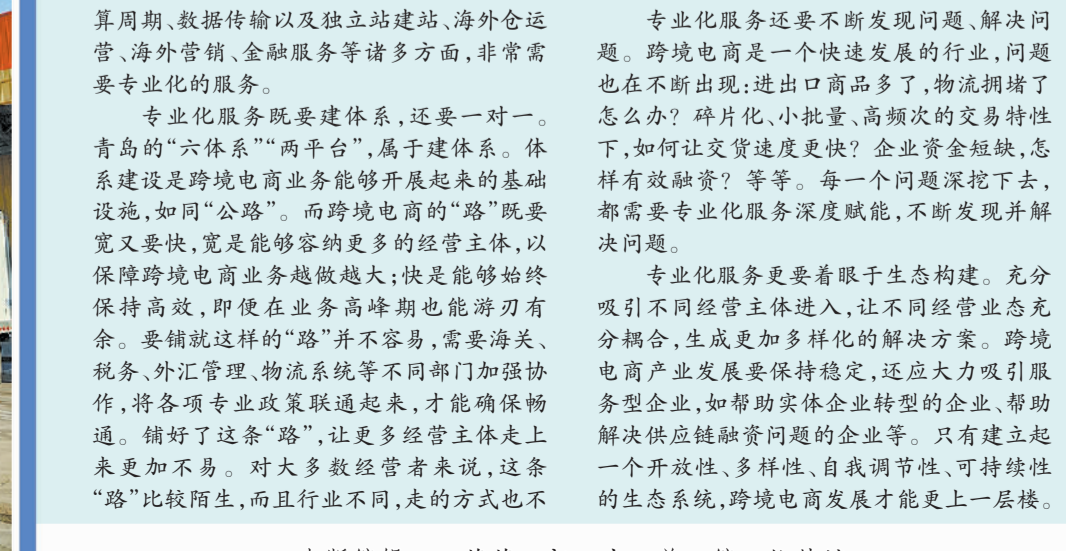 算周期、数据传输以及独立站建站、海外仓运
营、海外营销、金融服务等诸多方面,非常需
要专业化的服务。
专业化服务既要建体系,还要一对一。
青岛的“六体系”“两平台”,属于建体系。体
系建设是跨境电商业务能够开展起来的基础
设施,如同“公路”。而跨境电商的“路”既要
宽又要快,宽是能够容纳更多的经营主体,以
保障跨境电商业务越做越大;快是能够始终
保持高效,即便在业务高峰期也能游刃有
余。要铺就这样的“路”并不容易,需要海关、
税务、外汇管理、物流系统等不同部门加强协
作,将各项专业政策联通起来,才能确保畅
通。铺好了这条“路”,让更多经营主体走上
来更加不易。对大多数经营者来说,这条
“路”比较陌生,而且行业不同,走的方式也不
专业化服务还要不断发现问题、解决问
题。跨境电商是一个快速发展的行业,问题
也在不断出现:进出口商品多了,物流拥堵了
怎么办?碎片化、小批量、高频次的交易特性
下,如何让交货速度更快?企业资金短缺,怎
样有效融资?等等。每一个问题深挖下去,
都需要专业化服务深度赋能,不断发现并解
决问题。
专业化服务更要着眼于生态构建。充分
吸引不同经营主体进入,让不同经营业态充
分耦合,生成更加多样化的解决方案。跨境
电商产业发展要保持稳定,还应大力吸引服
务型企业,如帮助实体企业转型的企业、帮助
解决供应链融资问题的企业等。只有建立起
一个开放性、多样性、自我调节性、可持续性
的生态系统,跨境电商发展才能更上一层楼。